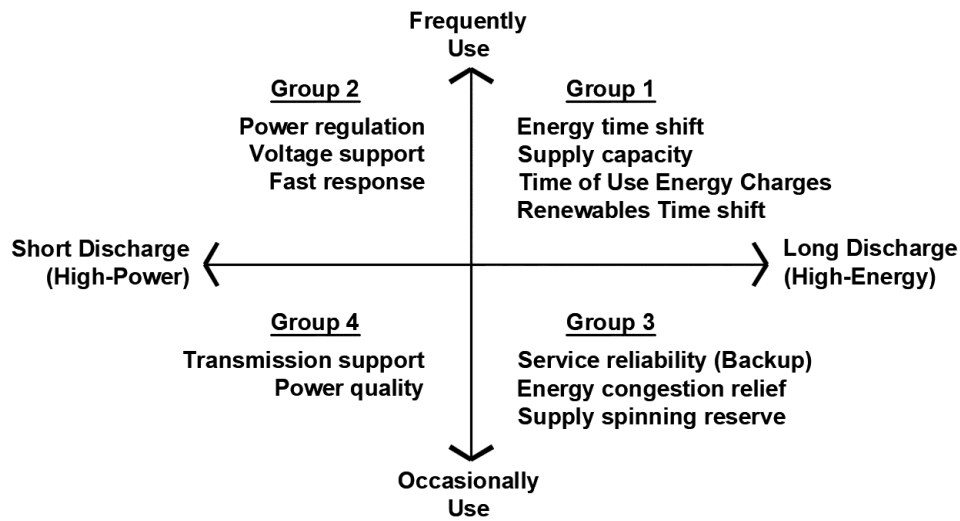 Frequently
Use
Group 2
Power regulation
Voltage support
Fast response
Group 1
Energy time shift
Supply capacity
Time of Use Energy Charges
Renewables Time shift
Short Discharge
(High-Power)
Long Discharge
(High-Energy)
Group 4
Transmission support
Power quality
Group 3
Service reliability (Backup)
Energy congestion relief
Supply spinning reserve
Occasionally
Use